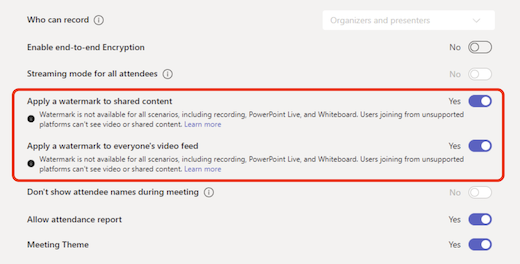 Who can record Organizers and presenters
Enable end-to-end Encryption No
Streaming mode for all attendees No
Apply a watermark to shared content Yes
Watermark is not available for all scenarios, including recording, PowerPoint Live, and Whiteboard. Users joining from unsupported
platforms can't see video or shared content. Learn more
Apply a watermark to everyone's video feed Yes
Watermark is not available for all scenarios, including recording, PowerPoint Live, and Whiteboard. Users joining from unsupported
platforms can't see video or shared content. Learn more
Don't show attendee names during meeting No
Allow attendance report Yes
Meeting Theme Yes